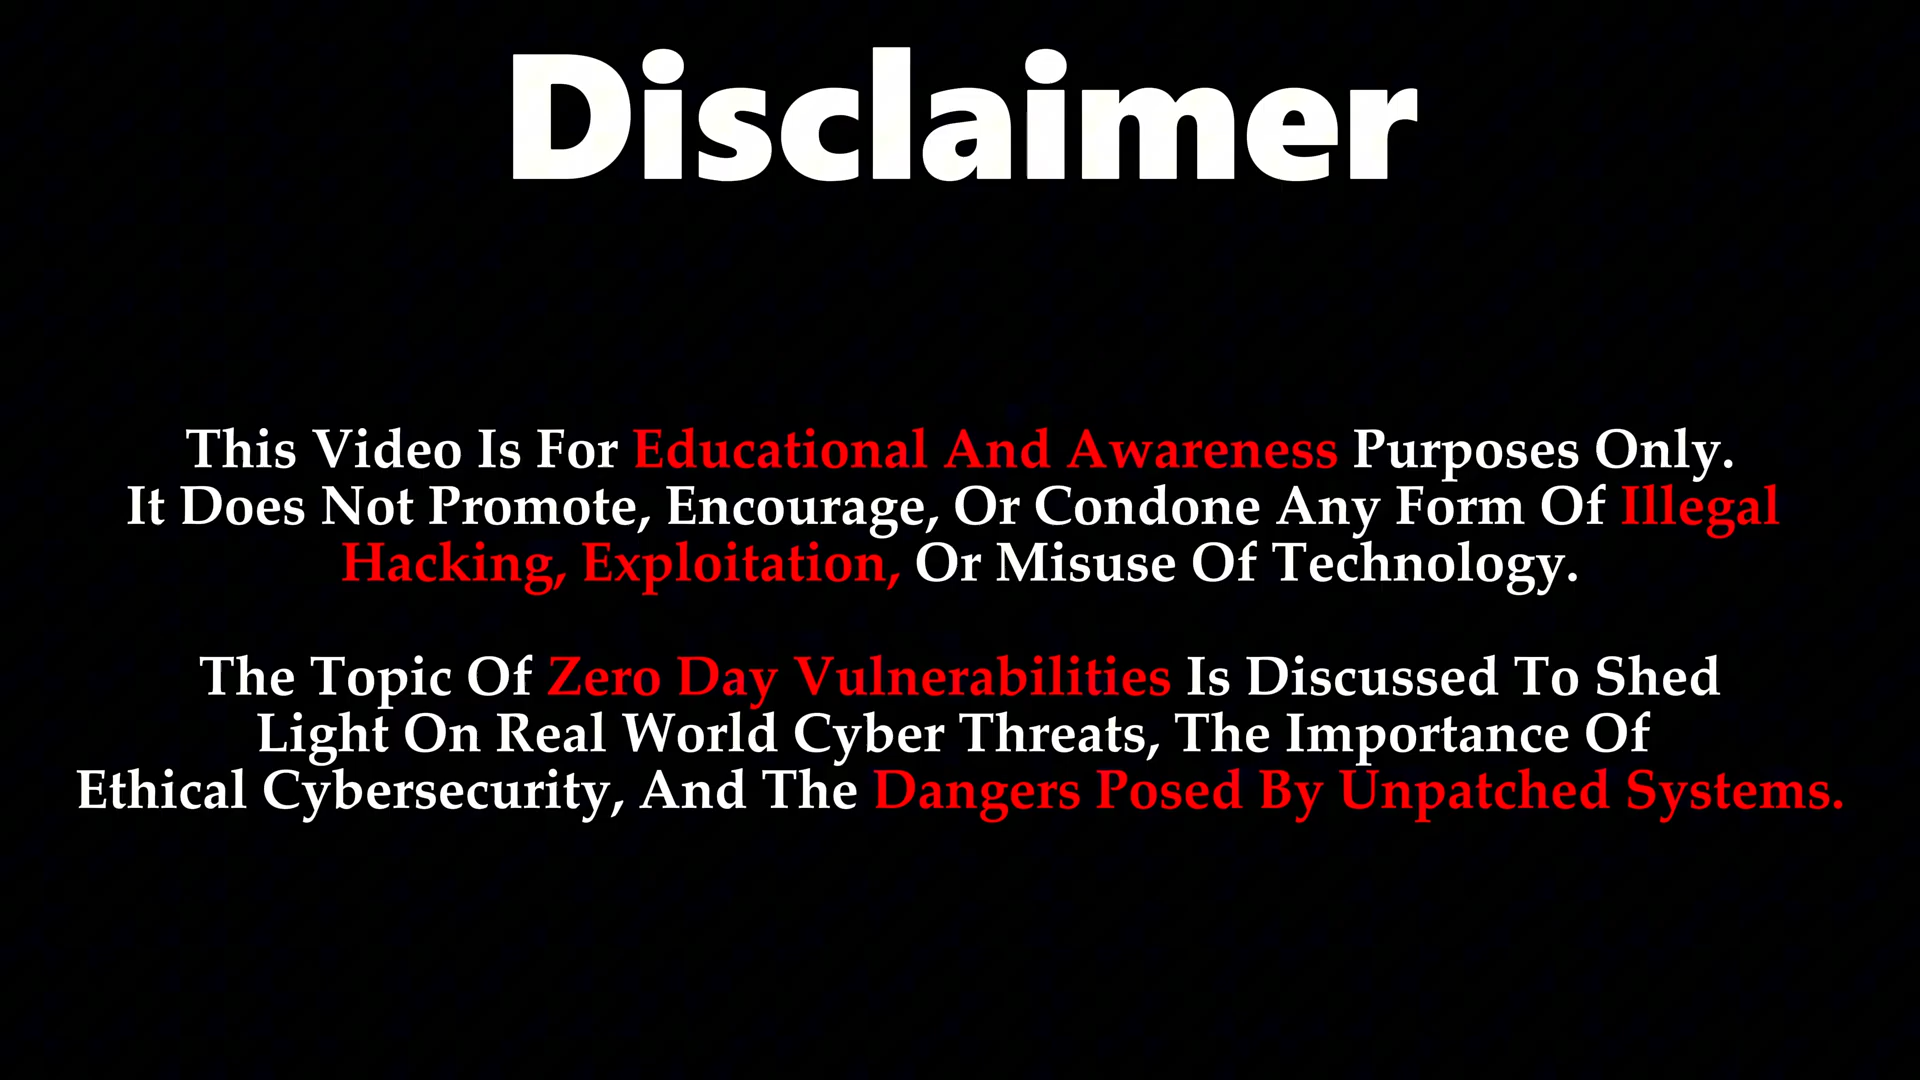 Disclaimer
This Video Is For Educational And Awareness Purposes Only.
It Does Not Promote, Encourage, Or Condone Any Form Of Illegal
Hacking, Exploitation, Or Misuse Of Technology.
The Topic Of Zero Day Vulnerabilities Is Discussed To Shed
Light On Real World Cyber Threats, The Importance Of
Ethical Cybersecurity, And The Dangers Posed By Unpatched Systems.